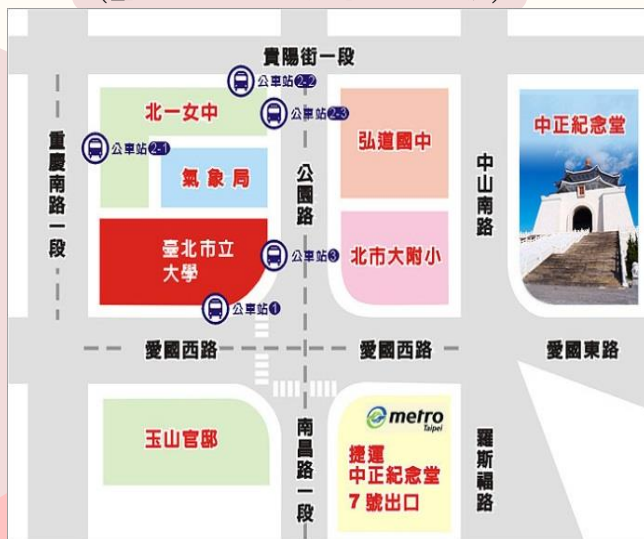 貴陽街一段
公車站2-2
北一女中
公車站2-3
中正紀念堂
公車站2-1
弘道國中
重慶南路一段
氣象局
公園路
中山南路
臺北市立
大學
公車站3
北市大附小
公車站1
愛國西路
愛國西路
愛國東路
metro
Taipei
玉山官邸
南昌路一段
捷運
中正紀念堂
7號出口
羅斯福路